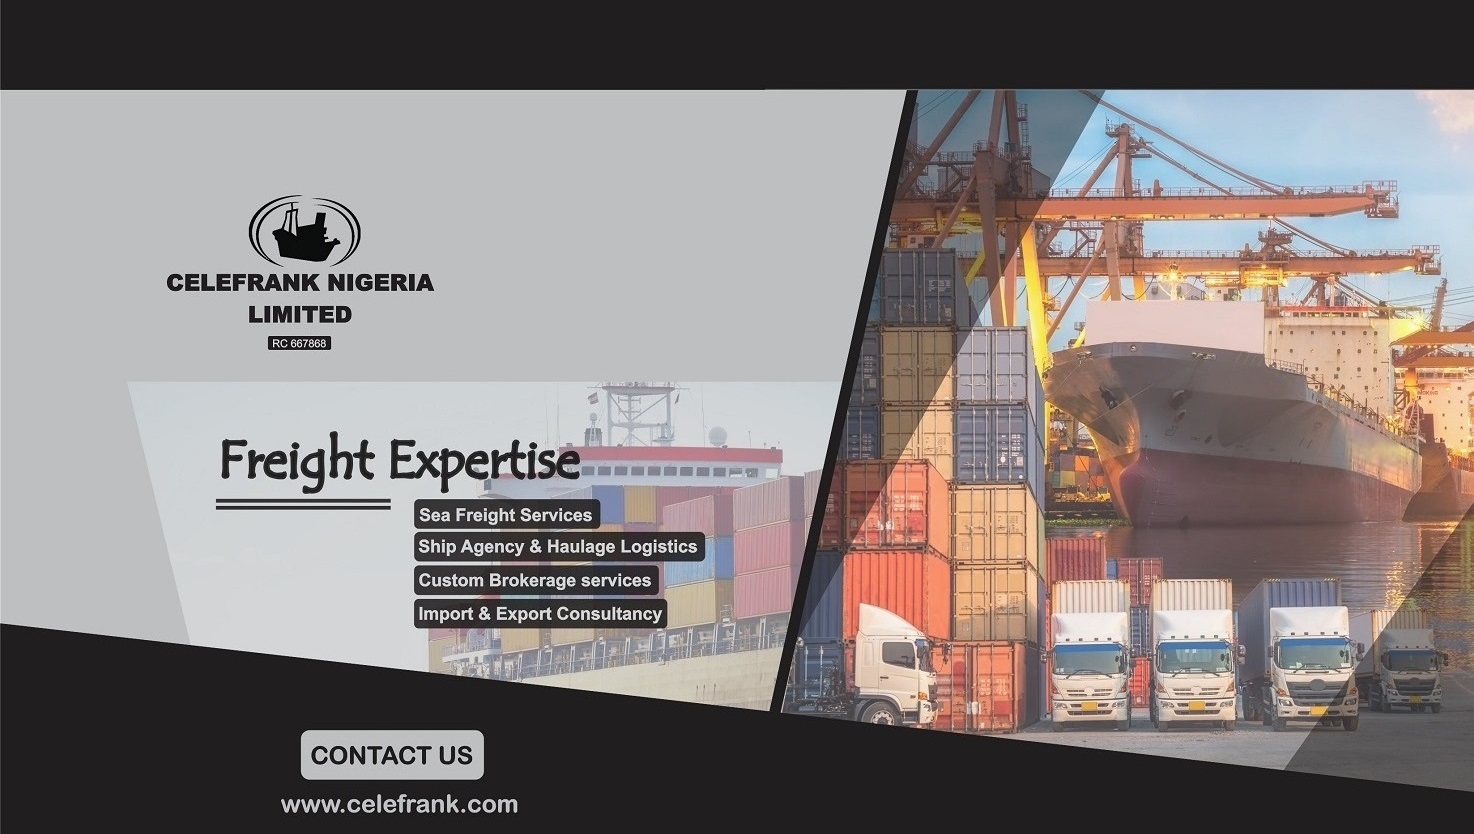 CELEFRANK NIGERIA
LIMITED
RC 667868
Freight Expertise
Sea Freight Services
Ship Agency & Haulage Logistics
Custom Brokerage services
Import & Export Consultancy
CONTACT US
www.celefrank.com